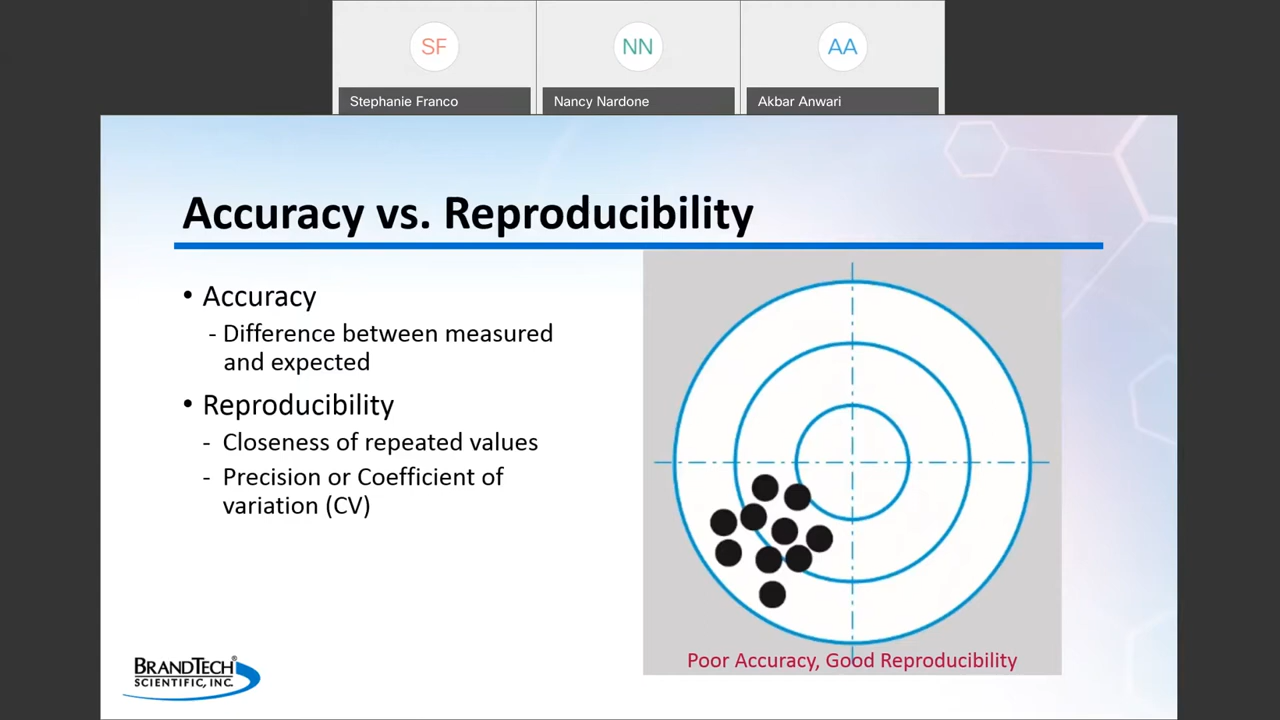 SF
NN
AA
Stephanie Franco
Nancy Nardone
Akbar Anwari
Accuracy vs. Reproducibility
• Accuracy
- Difference between measured
and expected
• Reproducibility
- Closeness of repeated values
- Precision or Coefficient of
variation (CV)
Poor Accuracy, Good Reproducibility
BRANDTECH®
SCIENTIFIC, INC.